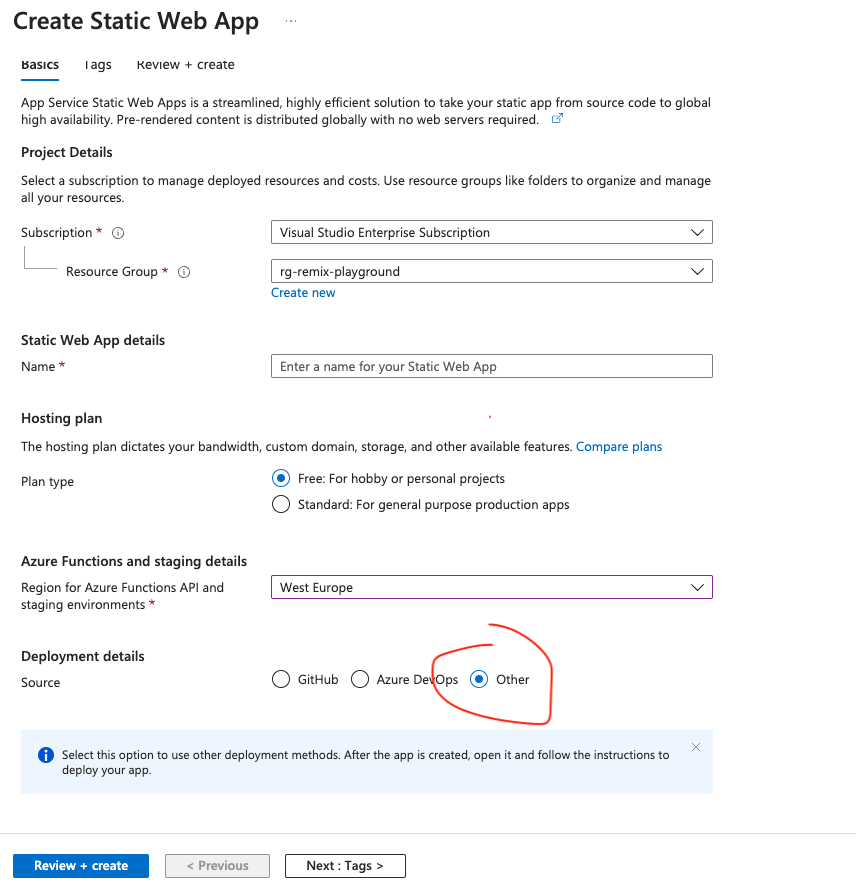 Create Static Web App ...
Basics Tags Review + create
App Service Static Web Apps is a streamlined, highly efficient solution to take your static app from source code to global
high availability. Pre-rendered content is distributed globally with no web servers required.
Project Details
Select a subscription to manage deployed resources and costs. Use resource groups like folders to organize and manage
all your resources.
Subscription * Visual Studio Enterprise Subscription
Resource Group * rg-remix-playground
Create new
Static Web App details
Name * Enter a name for your Static Web App
Hosting plan
The hosting plan dictates your bandwidth, custom domain, storage, and other available features. Compare plans
Plan type Free: For hobby or personal projects
Standard: For general purpose production apps
Azure Functions and staging details
Region for Azure Functions API and West Europe
staging environments *
Deployment details
Source GitHub Azure DevOps Other
Select this option to use other deployment methods. After the app is created, open it and follow the instructions to
deploy your app.
Review + create < Previous Next : Tags >